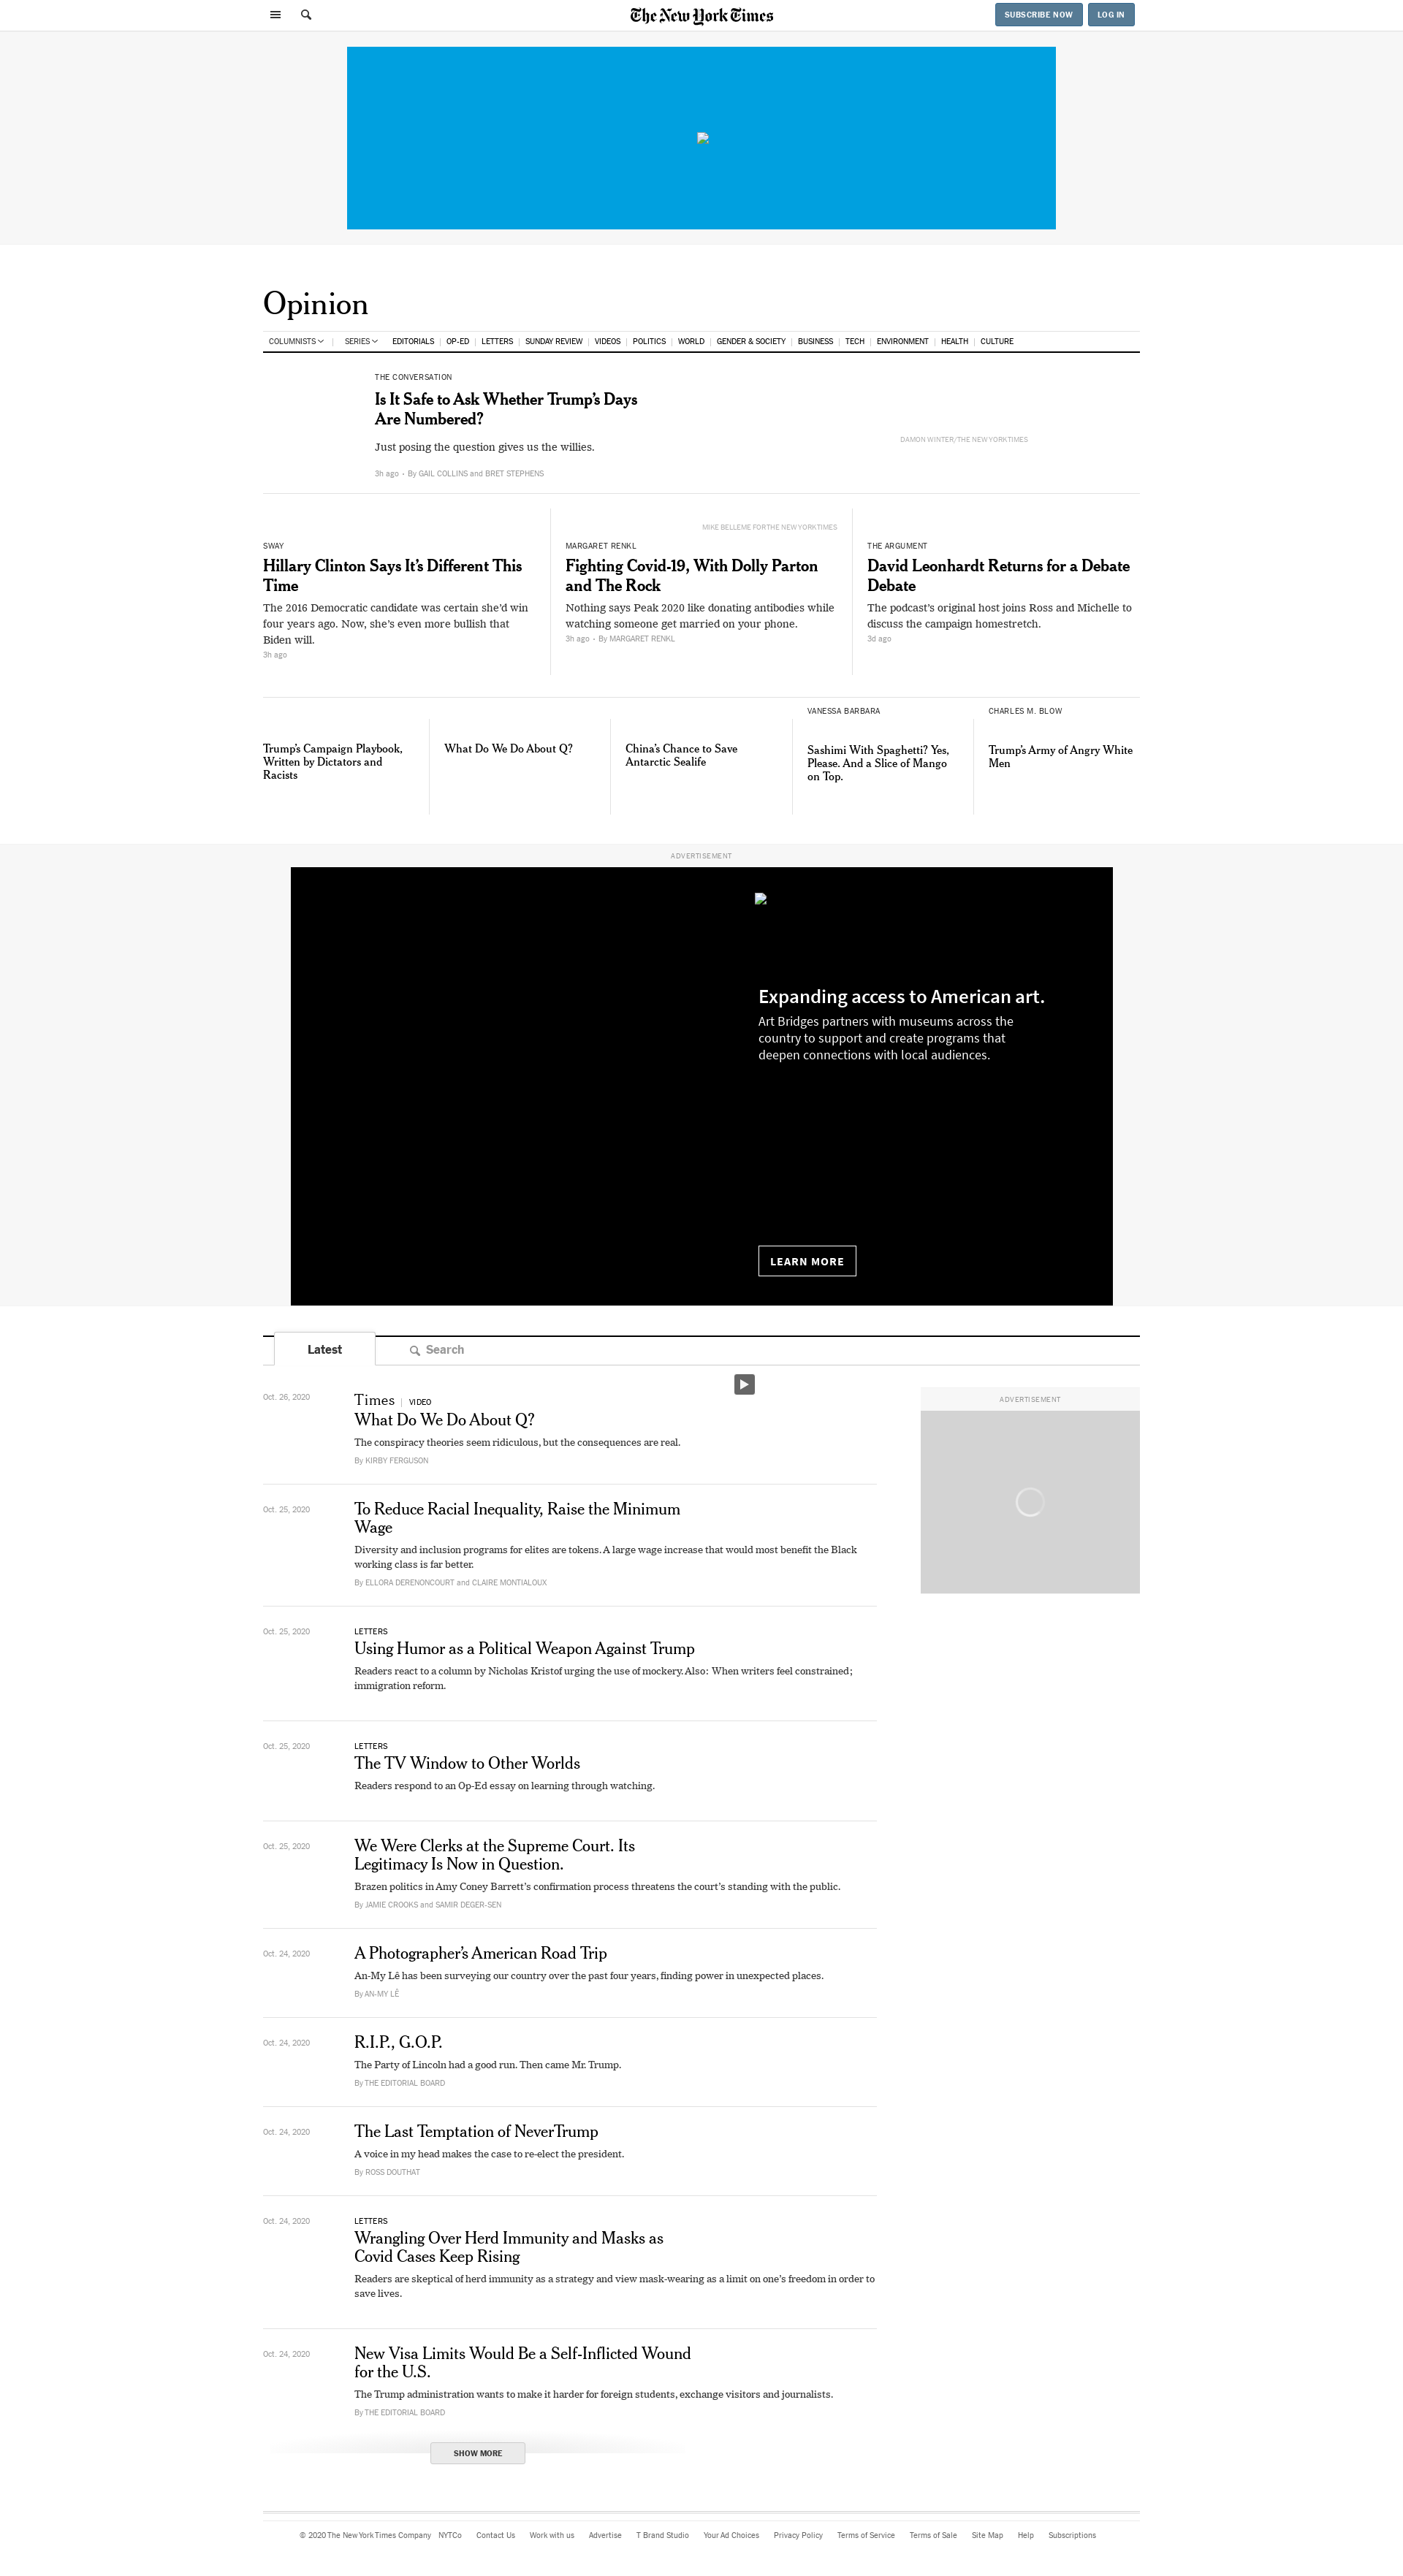 The New York Times
SUBSCRIBE NOW
LOG IN
Opinion
COLUMNISTS
SERIES
EDITORIALS
OP-ED
LETTERS
SUNDAY REVIEW
VIDEOS
POLITICS
WORLD
GENDER & SOCIETY
BUSINESS
TECH
ENVIRONMENT
HEALTH
CULTURE
THE CONVERSATION
Is It Safe to Ask Whether Trump’s Days
Are Numbered?
Just posing the question gives us the willies.
3h ago • By GAIL COLLINS and BRET STEPHENS
DAMON WINTER/THE NEW YORK TIMES
SWAY
Hillary Clinton Says It’s Different This
Time
The 2016 Democratic candidate was certain she’d win
four years ago. Now, she’s even more bullish that
Biden will.
3h ago
MIKE BELLEME FOR THE NEW YORK TIMES
MARGARET RENKL
Fighting Covid-19, With Dolly Parton
and The Rock
Nothing says Peak 2020 like donating antibodies while
watching someone get married on your phone.
3h ago • By MARGARET RENKL
THE ARGUMENT
David Leonhardt Returns for a Debate
Debate
The podcast’s original host joins Ross and Michelle to
discuss the campaign homestretch.
3d ago
Trump’s Campaign Playbook,
Written by Dictators and
Racists
What Do We Do About Q?
China’s Chance to Save
Antarctic Sealife
VANESSA BARBARA
Sashimi With Spaghetti? Yes,
Please. And a Slice of Mango
on Top.
CHARLES M. BLOW
Trump’s Army of Angry White
Men
ADVERTISEMENT
Expanding access to American art.
Art Bridges partners with museums across the
country to support and create programs that
deepen connections with local audiences.
LEARN MORE
Latest
Search
ADVERTISEMENT
Oct. 26, 2020
Times | VIDEO
What Do We Do About Q?
The conspiracy theories seem ridiculous, but the consequences are real.
By KIRBY FERGUSON
Oct. 25, 2020
To Reduce Racial Inequality, Raise the Minimum
Wage
Diversity and inclusion programs for elites are tokens. A large wage increase that would most benefit the Black
working class is far better.
By ELLORA DERENONCOURT and CLAIRE MONTIALOUX
Oct. 25, 2020
LETTERS
Using Humor as a Political Weapon Against Trump
Readers react to a column by Nicholas Kristof urging the use of mockery. Also: When writers feel constrained;
immigration reform.
Oct. 25, 2020
LETTERS
The TV Window to Other Worlds
Readers respond to an Op-Ed essay on learning through watching.
Oct. 25, 2020
We Were Clerks at the Supreme Court. Its
Legitimacy Is Now in Question.
Brazen politics in Amy Coney Barrett’s confirmation process threatens the court’s standing with the public.
By JAMIE CROOKS and SAMIR DEGER-SEN
Oct. 24, 2020
A Photographer’s American Road Trip
An-My Lê has been surveying our country over the past four years, finding power in unexpected places.
By AN-MY LÊ
Oct. 24, 2020
R.I.P., G.O.P.
The Party of Lincoln had a good run. Then came Mr. Trump.
By THE EDITORIAL BOARD
Oct. 24, 2020
The Last Temptation of NeverTrump
A voice in my head makes the case to re-elect the president.
By ROSS DOUTHAT
Oct. 24, 2020
LETTERS
Wrangling Over Herd Immunity and Masks as
Covid Cases Keep Rising
Readers are skeptical of herd immunity as a strategy and view mask-wearing as a limit on one’s freedom in order to
save lives.
Oct. 24, 2020
New Visa Limits Would Be a Self-Inflicted Wound
for the U.S.
The Trump administration wants to make it harder for foreign students, exchange visitors and journalists.
By THE EDITORIAL BOARD
SHOW MORE
© 2020 The New York Times Company
NYTCo
Contact Us
Work with us
Advertise
T Brand Studio
Your Ad Choices
Privacy Policy
Terms of Service
Terms of Sale
Site Map
Help
Subscriptions